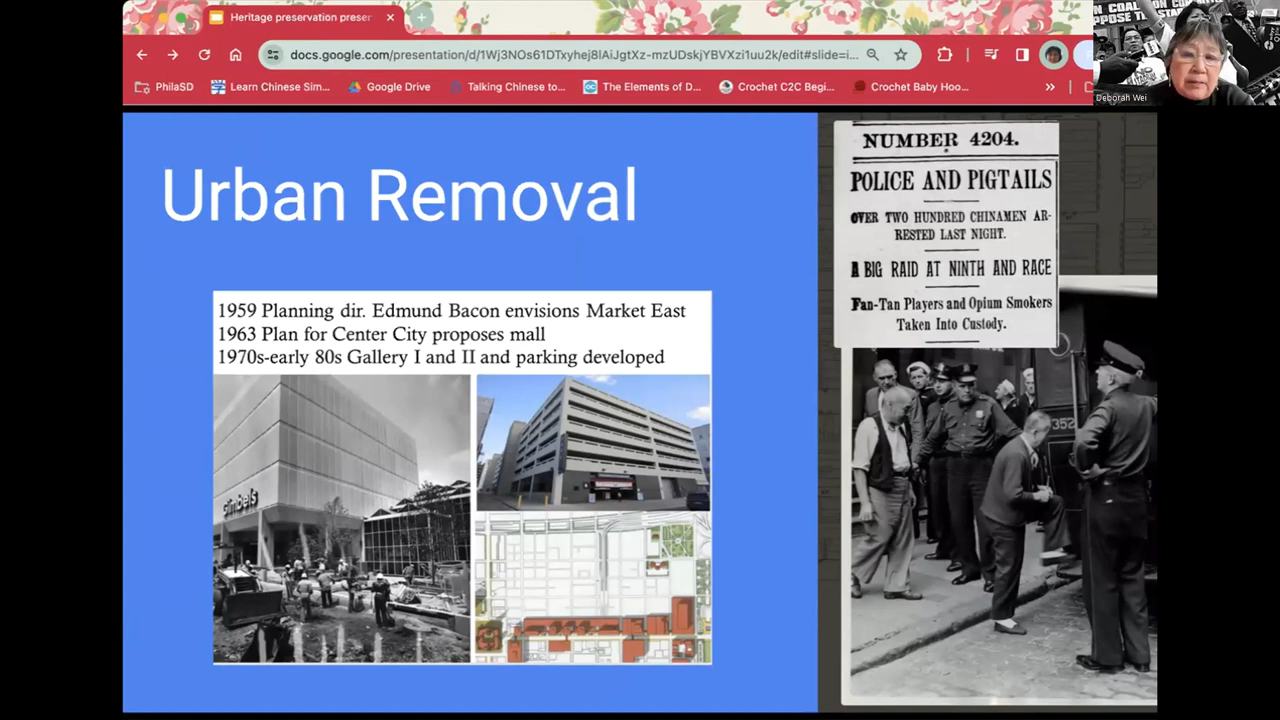 Heritage preservation preser
docs.google.com/presentation/d/1Wj3NOs61DTxyhej8IAiJgtXz-mzUDskjYBVXzi1uu2k/edit#slide=i...
PhilaSD
Learn Chinese Sim...
Google Drive
Talking Chinese to...
The Elements of D...
Crochet C2C Begi...
Crochet Baby Hoo...
Deborah Wei
Urban Removal
1959 Planning dir. Edmund Bacon envisions Market East
1963 Plan for Center City proposes mall
1970s-early 80s Gallery I and II and parking developed
Gimbels
NUMBER 4204.
POLICE AND PIGTAILS
OVER TWO HUNDRED CHINAMEN AR-
RESTED LAST NIGHT.
A BIG RAID AT NINTH AND RACE
Fan-Tan Players and Opium Smokers
Taken Into Custody.
352